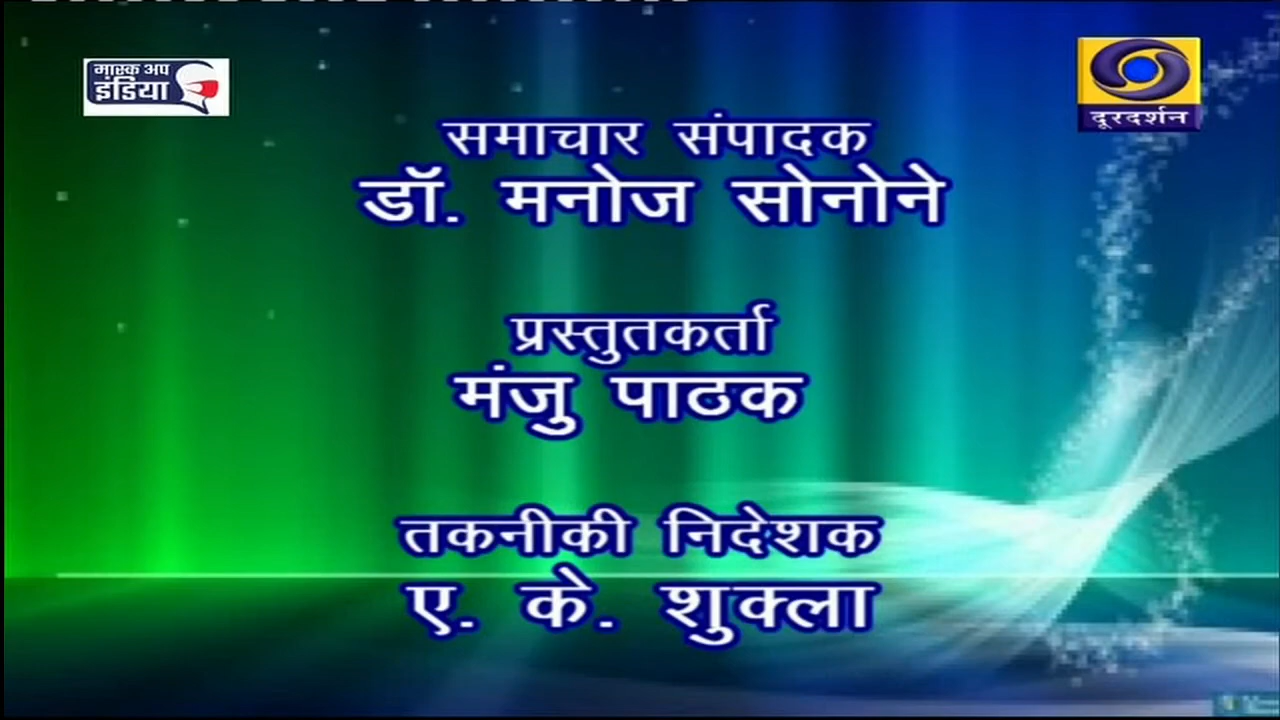 मास्क अप
इंडिया
दूरदर्शन
समाचार संपादक
डॉ. मनोज सोनोने
प्रस्तुतकर्ता
मंजु पाठक
तकनीकी निदेशक
ए. के. शुक्ला